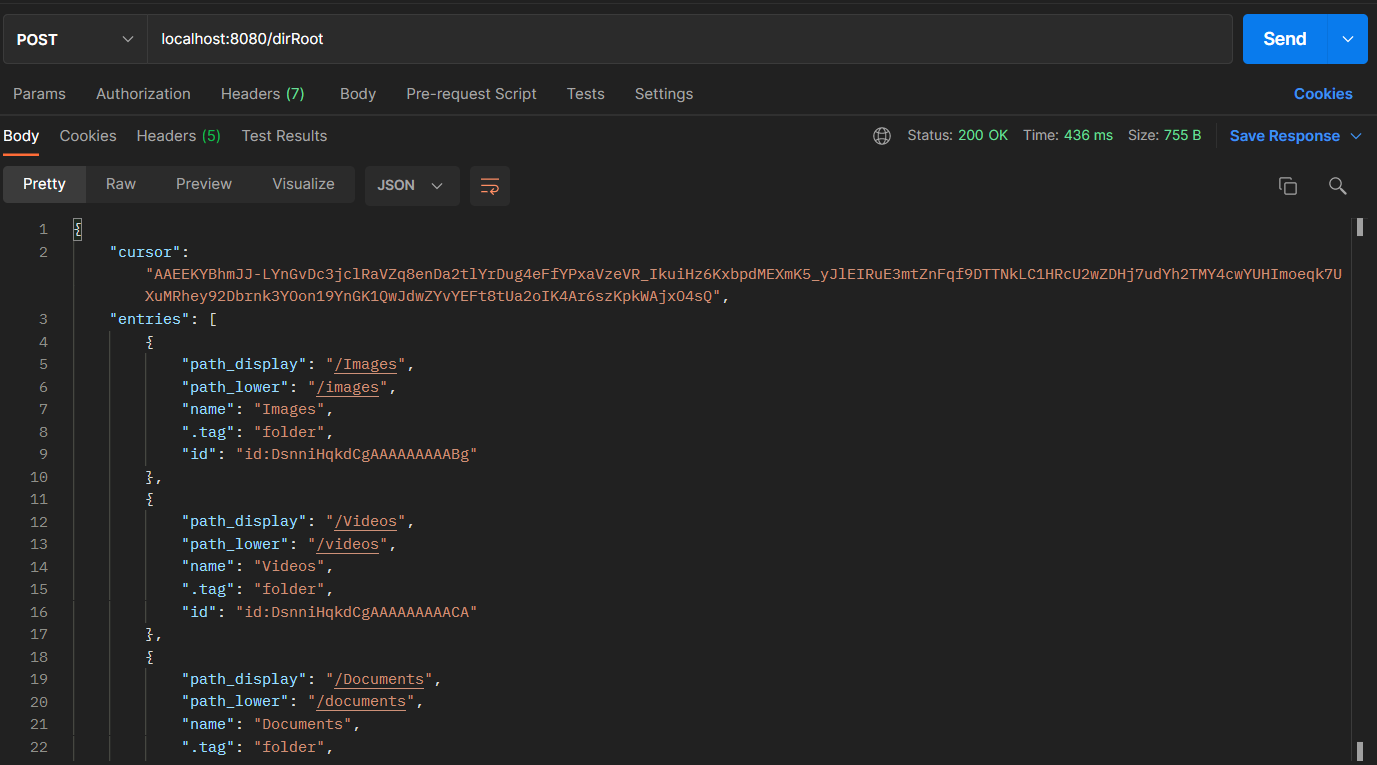 POST localhost:8080/dirRoot Send
Params Authorization Headers (7) Body Pre-request Script Tests Settings Cookies
Body Cookies Headers (5) Test Results Status: 200 OK Time: 436 ms Size: 755 B Save Response
Pretty Raw Preview Visualize JSON
1 {
2 "cursor":
"AAEEKYBhmJJ-LYnGvDc3jclRaVZq8enDa2tlYrDug4eFfYPxaVzeVR_IkuiHz6KxbpdMEXmK5_yJlEIRuE3mtZnFqf9DTTNkLC1HRcU2wZDHj7udYh2TMY4cwYUHImoeqk7U
XuMRhey92Dbrnk3YOon19YnGK1QwJdwZYvYEFt8tUa2oIK4Ar6szKpkWAjxO4sQ",
3 "entries": [
4 {
5 "path_display": "/Images",
6 "path_lower": "/images",
7 "name": "Images",
8 ".tag": "folder",
9 "id": "id:DsnniHqkdCgAAAAAAAAABg"
10 },
11 {
12 "path_display": "/Videos",
13 "path_lower": "/videos",
14 "name": "Videos",
15 ".tag": "folder",
16 "id": "id:DsnniHqkdCgAAAAAAAAACA"
17 },
18 {
19 "path_display": "/Documents",
20 "path_lower": "/documents",
21 "name": "Documents",
22 ".tag": "folder",